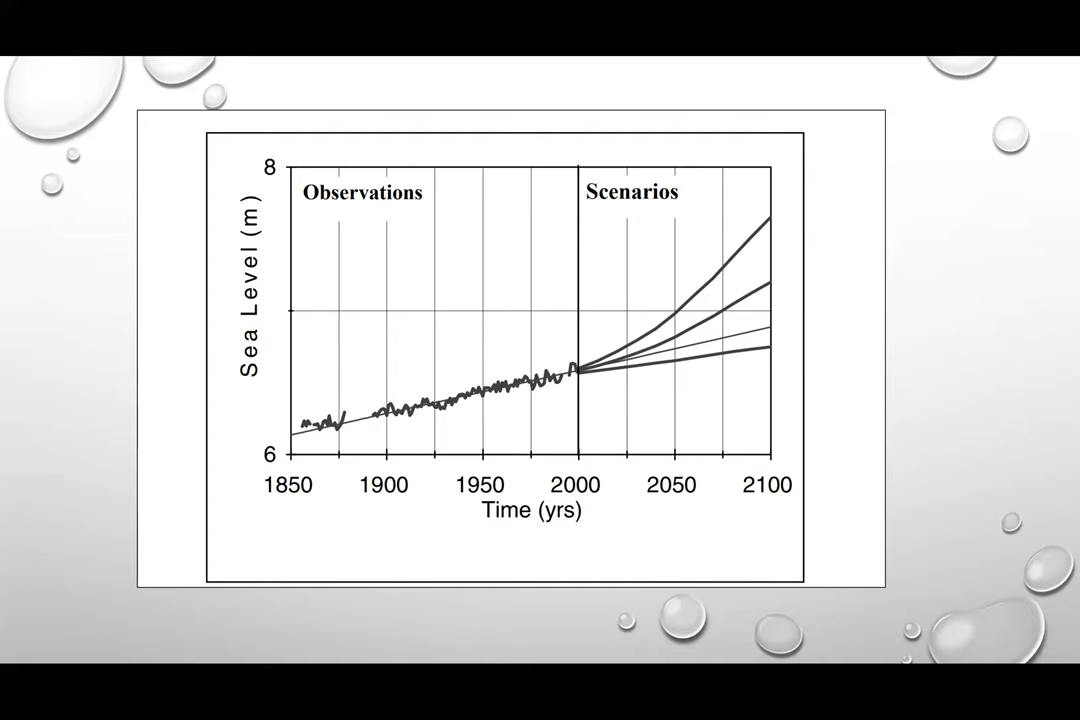 8
Observations
Scenarios
Sea Level (m)
6
1850 1900 1950 2000 2050 2100
Time (yrs)